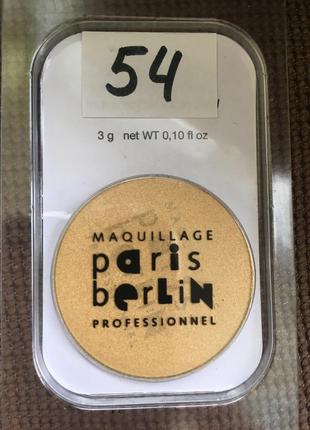 54
3 g net WT 0,10 fl oz
MAQUILLAGE
paris
berLIN
PROFESSIONNEL